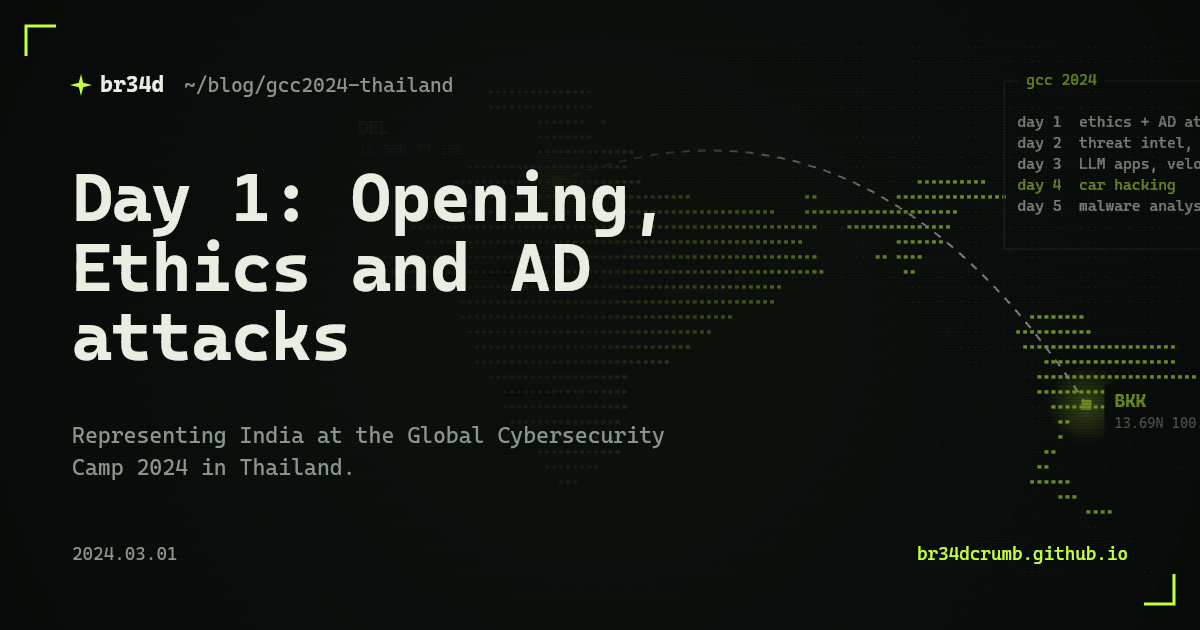 br34d ~/blog/gcc2024-thailand
gcc 2024
day 1 ethics + AD at
day 2 threat intel,
day 3 LLM apps, velo
day 4 car hacking
day 5 malware analys
DEL
Day 1: Opening,
Ethics and AD
attacks
BKK
13.69N 100
Representing India at the Global Cybersecurity
Camp 2024 in Thailand.
2024.03.01
br34dcrumb.github.io